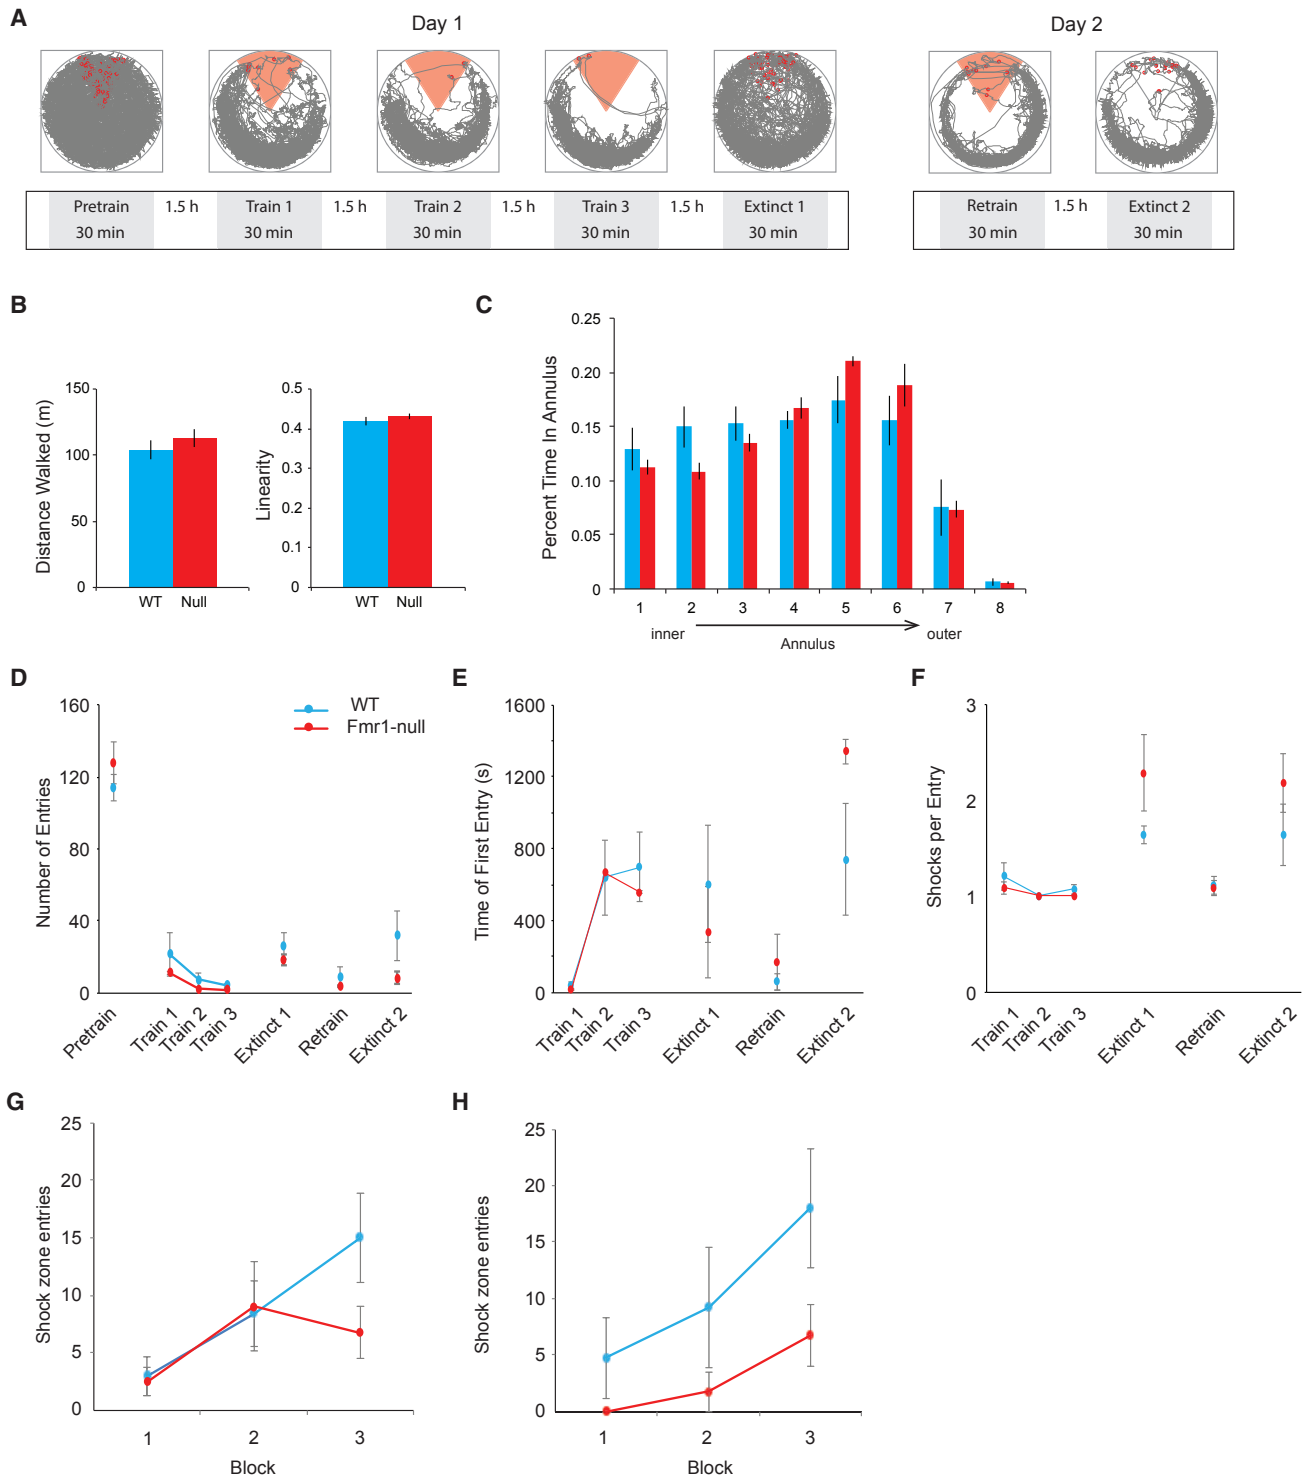 A
Day 1
Day 2
Pretrain 1.5 h Train 1 1.5 h Train 2 1.5 h Train 3 1.5 h Extinct 1
30 min 30 min 30 min 30 min 30 min
Retrain 1.5 h Extinct 2
30 min 30 min
B
Distance Walked (m)
150
100
50
0
WT Null
Linearity
0.5
0.4
0.3
0.2
0.1
0
WT Null
C
Percent Time In Annulus
0.25
0.20
0.15
0.10
0.05
0
1 2 3 4 5 6 7 8
inner outer
Annulus
D
Number of Entries
160
120
80
40
0
WT
Fmr1-null
Pretrain Train 1 Train 2 Train 3 Extinct 1 Retrain Extinct 2
E
Time of First Entry (s)
1600
1200
800
400
0
Train 1 Train 2 Train 3 Extinct 1 Retrain Extinct 2
F
Shocks per Entry
3
2
1
0
Train 1 Train 2 Train 3 Extinct 1 Retrain Extinct 2
G
Shock zone entries
25
20
15
10
5
0
1 2 3
Block
H
Shock zone entries
25
20
15
10
5
0
1 2 3
Block